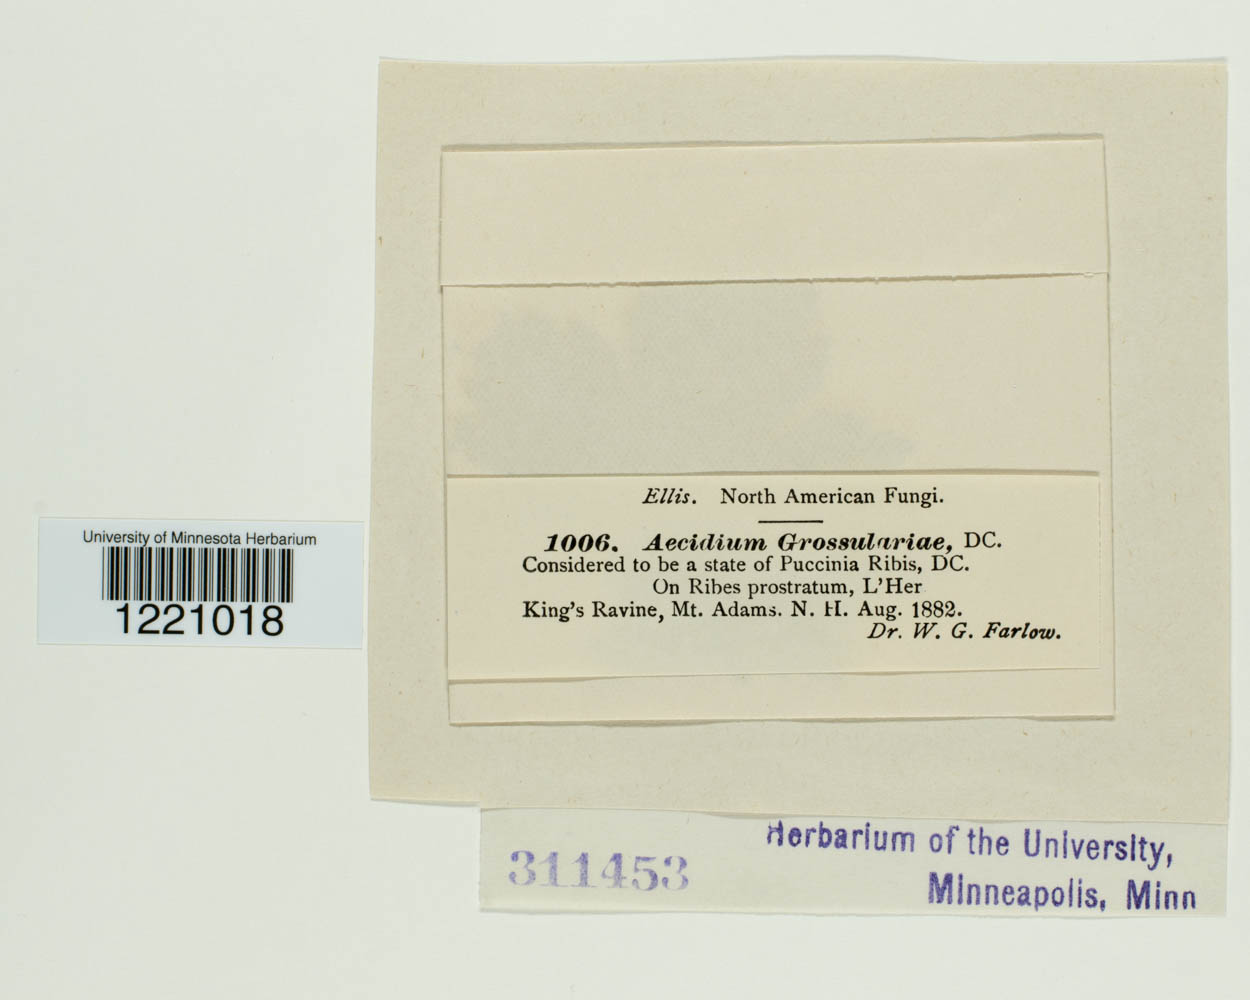 Ellis. North American Fungi.
1006. Aecidium Grossulariae, DC.
Considered to be a state of Puccinia Ribis, DC.
On Ribes prostratum, L'Her
King's Ravine, Mt. Adams. N. H. Aug. 1882.
Dr. W. G. Farlow.
University of Minnesota Herbarium
1221018
311453
Herbarium of the University,
Minneapolis, Minn